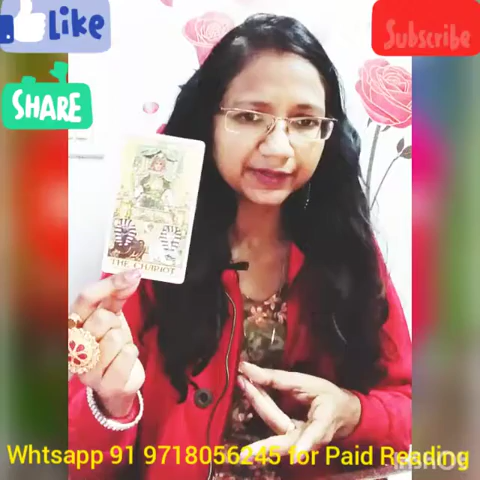 Like
Subscribe
SHARE
THE CHARIOT
Whtsapp 91 9718056245 for Paid Reading